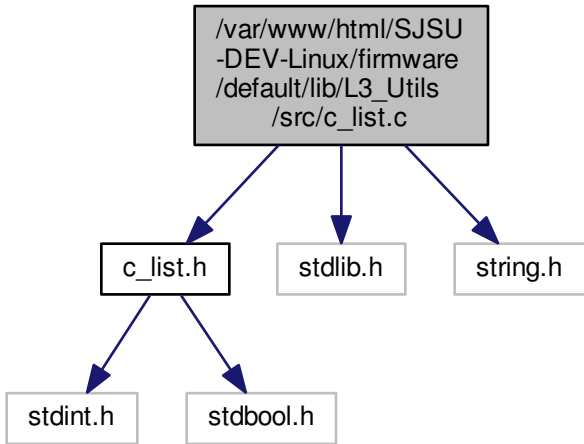 /var/www/html/SJSU
-DEV-Linux/firmware
/default/lib/L3_Utils
/src/c_list.c
c_list.h
stdlib.h
string.h
stdint.h
stdbool.h